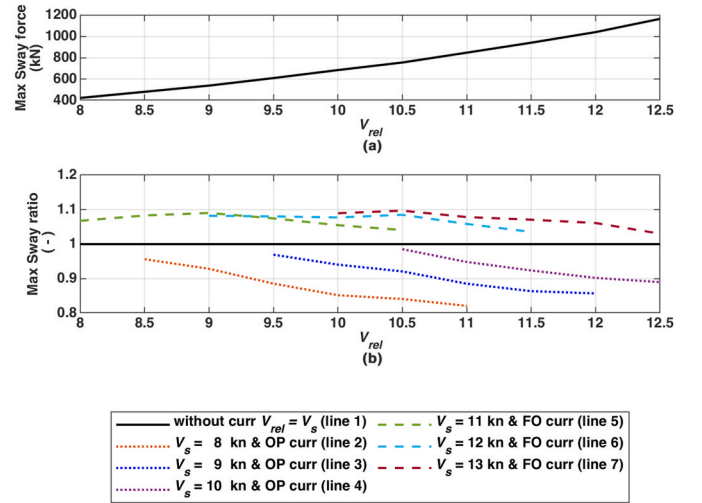 1200
1000
800
600
400
Max Sway force
(kN)
8 8.5 9 9.5 10 10.5 11 11.5 12 12.5
V_rel
(a)
1.2
1.1
1
0.9
0.8
Max Sway ratio
( - )
8 8.5 9 9.5 10 10.5 11 11.5 12 12.5
V_rel
(b)
without curr V_rel = V_s (line 1)
V_s = 8 kn & OP curr (line 2)
V_s = 9 kn & OP curr (line 3)
V_s = 10 kn & OP curr (line 4)
V_s = 11 kn & FO curr (line 5)
V_s = 12 kn & FO curr (line 6)
V_s = 13 kn & FO curr (line 7)